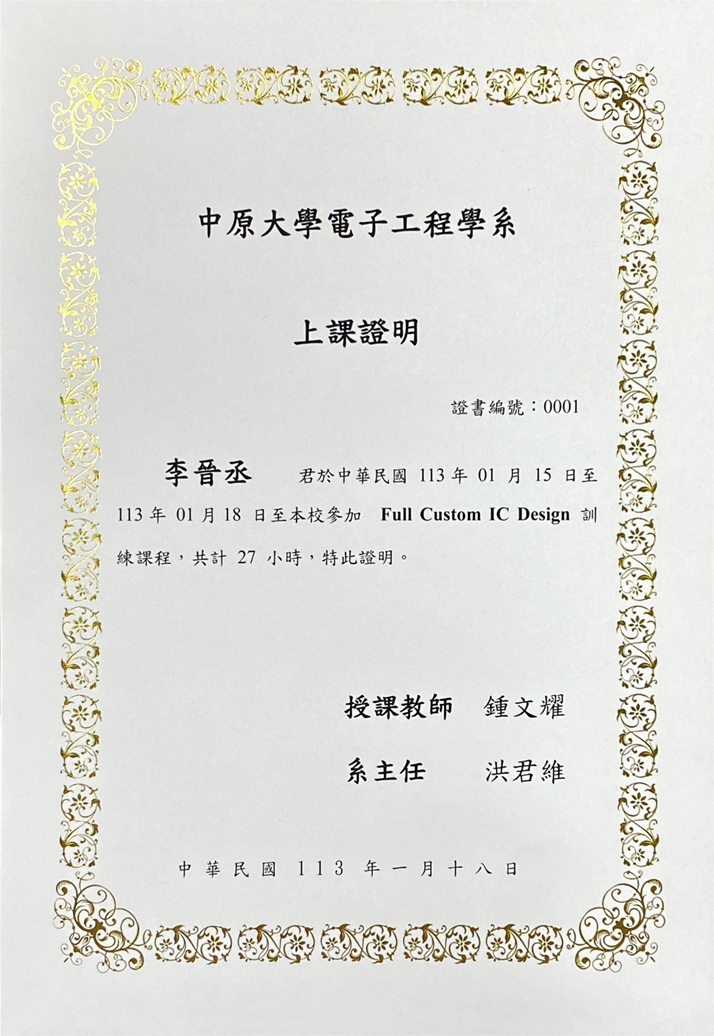 中原大學電子工程學系
上課證明
證書編號：0001
李晉丞 君於中華民國 113 年 01 月 15 日至
113 年 01 月 18 日至本校參加 Full Custom IC Design 訓
練課程，共計 27 小時，特此證明。
授課教師 鍾文耀
系主任 洪君維
中華民國 113 年一月十八日